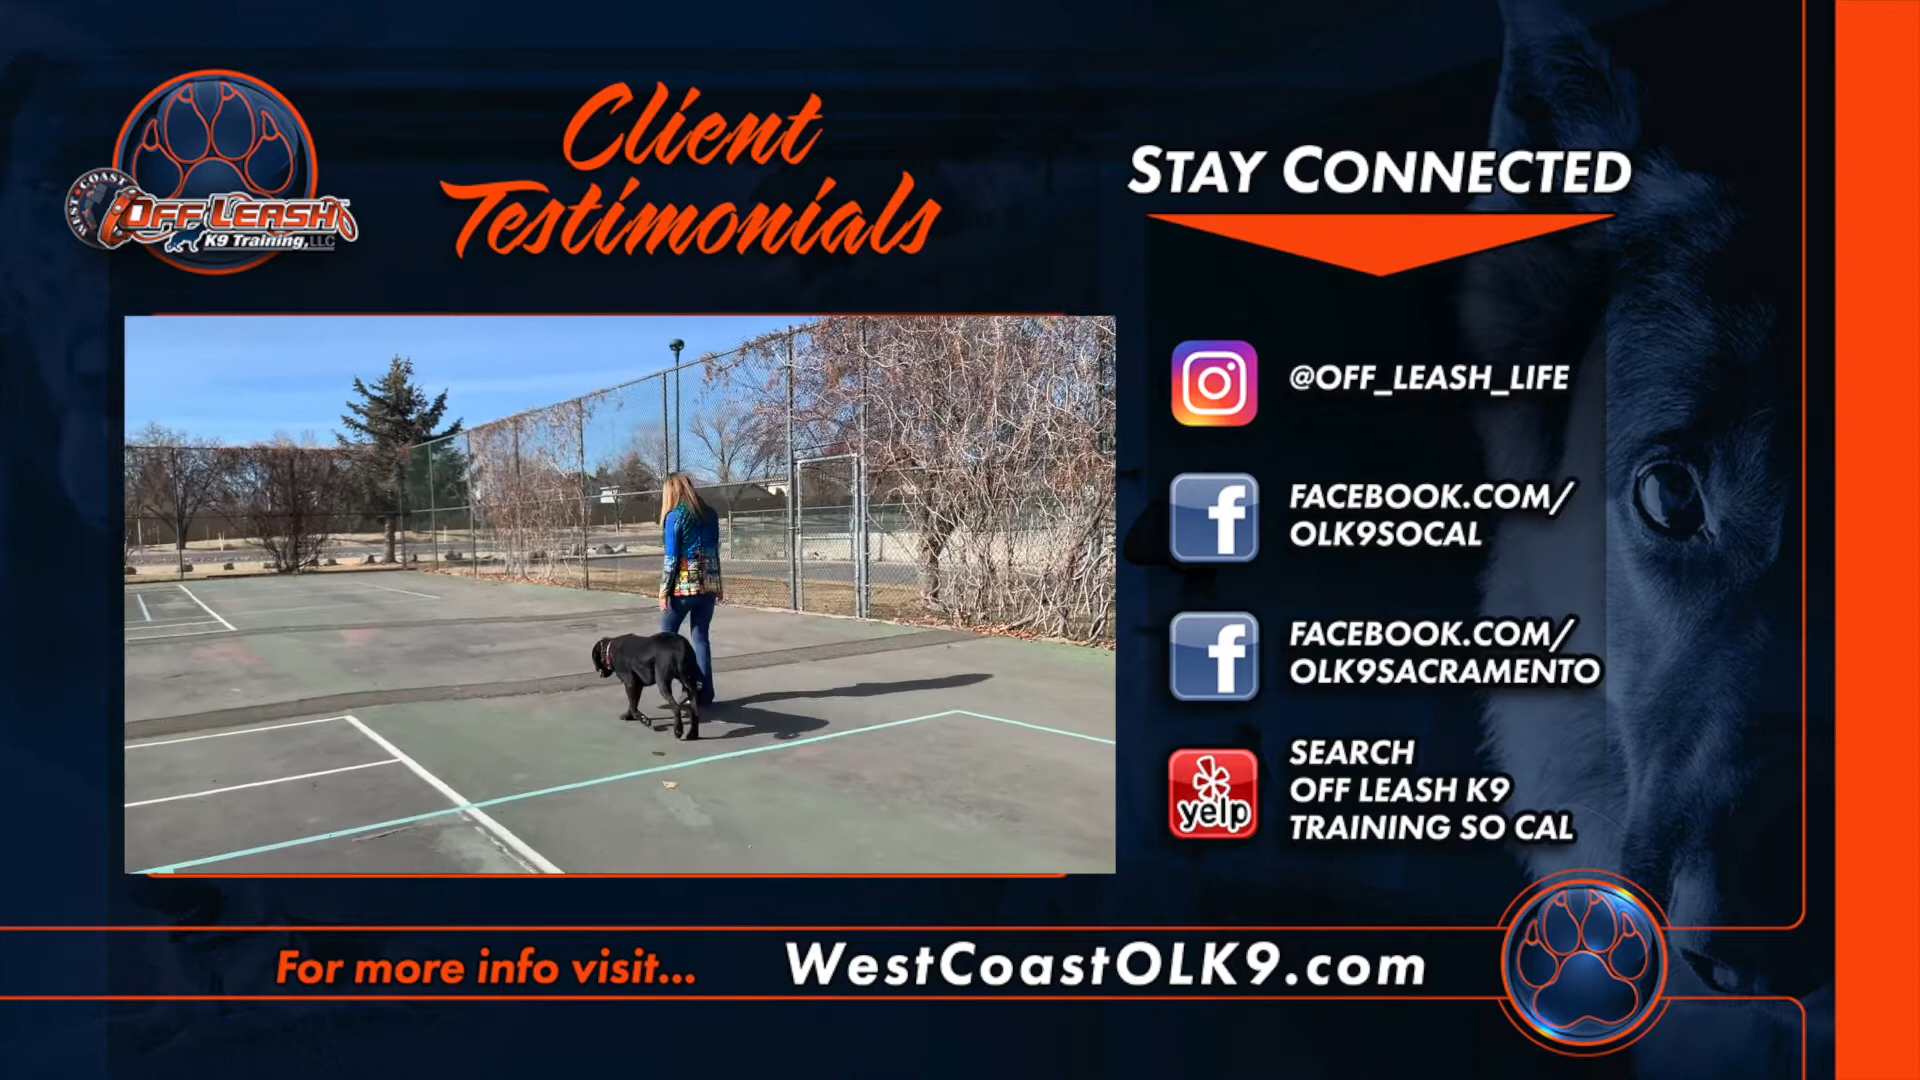 WEST COAST
OFF LEASH
K9 Training, LLC
Client
Testimonials
STAY CONNECTED
@OFF_LEASH_LIFE
FACEBOOK.COM/
OLK9SOCAL
FACEBOOK.COM/
OLK9SACRAMENTO
yelp
SEARCH
OFF LEASH K9
TRAINING SO CAL
For more info visit... WestCoastOLK9.com